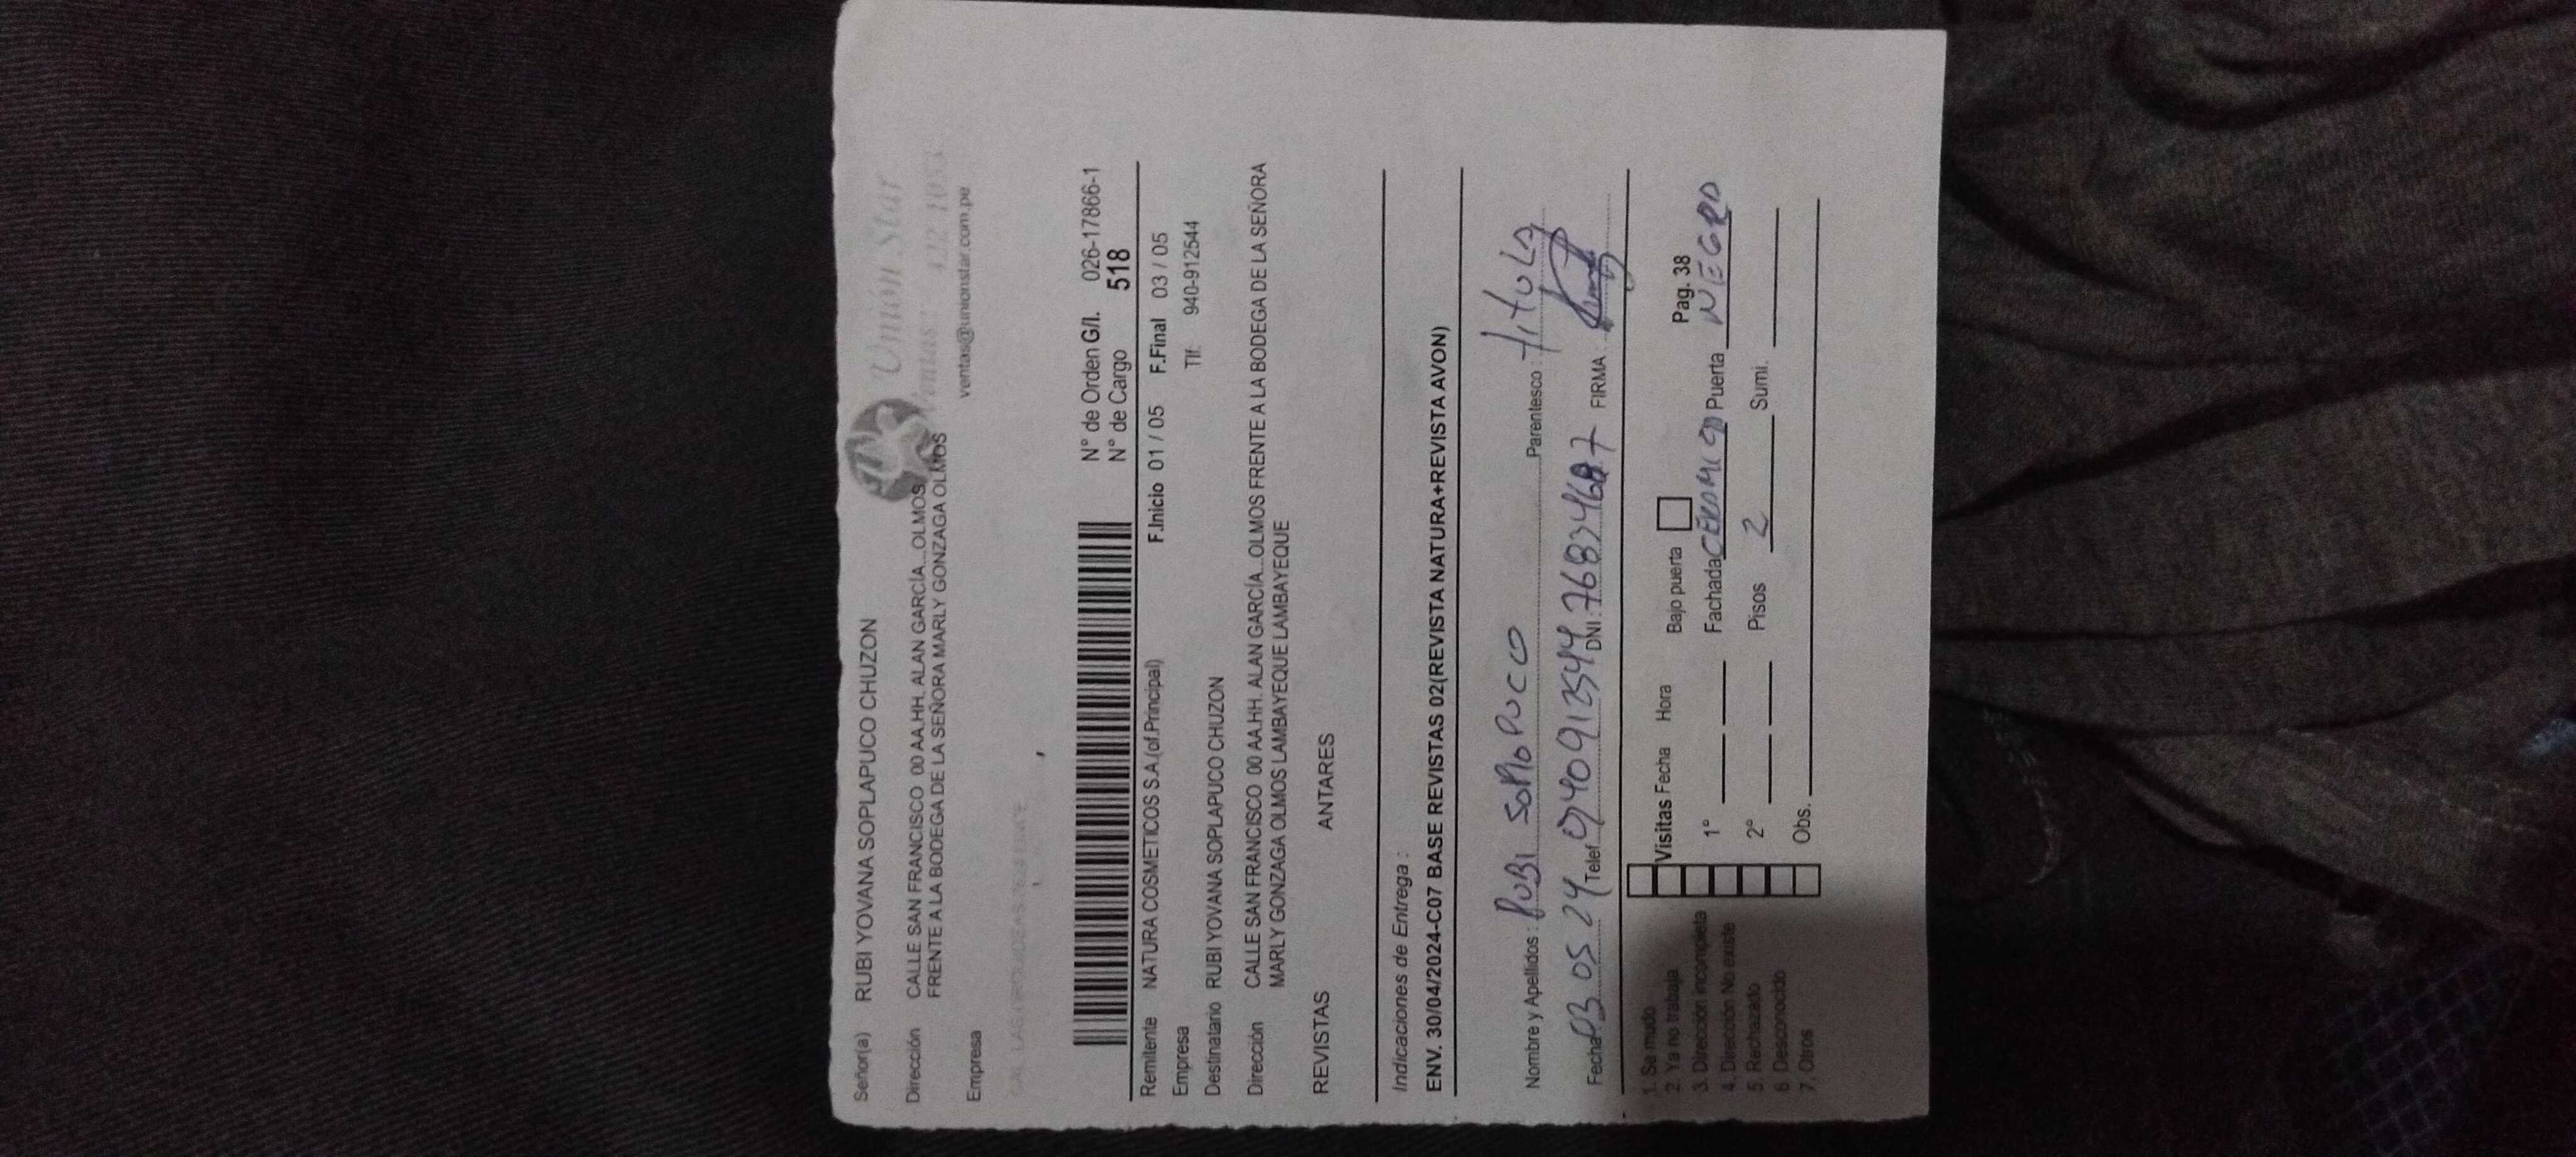 Señor(a) RUBI YOVANA SOPLAPUCO CHUZON
Unión Star
Dirección CALLE SAN FRANCISCO 00 AA.HH. ALAN GARCÍA...OLMOS
FRENTE A LA BODEGA DE LA SEÑORA MARLY GONZAGA OLMOS
Ventas:
ventas@unionstar.com.pe
Empresa
N° de Orden G/I. 026-17866-1
N° de Cargo 518
Remitente NATURA COSMETICOS S.A.(of.Principal) F.Inicio 01 / 05 F.Final 03 / 05
Empresa Tlf: 940-912544
Destinatario RUBI YOVANA SOPLAPUCO CHUZON
Dirección CALLE SAN FRANCISCO 00 AA.HH. ALAN GARCÍA...OLMOS FRENTE A LA BODEGA DE LA SEÑORA
MARLY GONZAGA OLMOS LAMBAYEQUE LAMBAYEQUE
REVISTAS ANTARES
Indicaciones de Entrega :
ENV. 30/04/2024-C07 BASE REVISTAS 02(REVISTA NATURA+REVISTA AVON)
Nombre y Apellidos : RUBI Parentesco :
Fecha: 03 05 24 Telef. 940912544 DNI: FIRMA :
1. Se mudo
2. Ya no trabaja
3. Dirección incompleta
4. Dirección No existe
5. Rechazado
6. Desconocido
7. Otros
Visitas Fecha Hora Bajo puerta Pag. 38
1° Fachada Puerta NEGRO
2° Pisos 2 Sumi.
Obs.